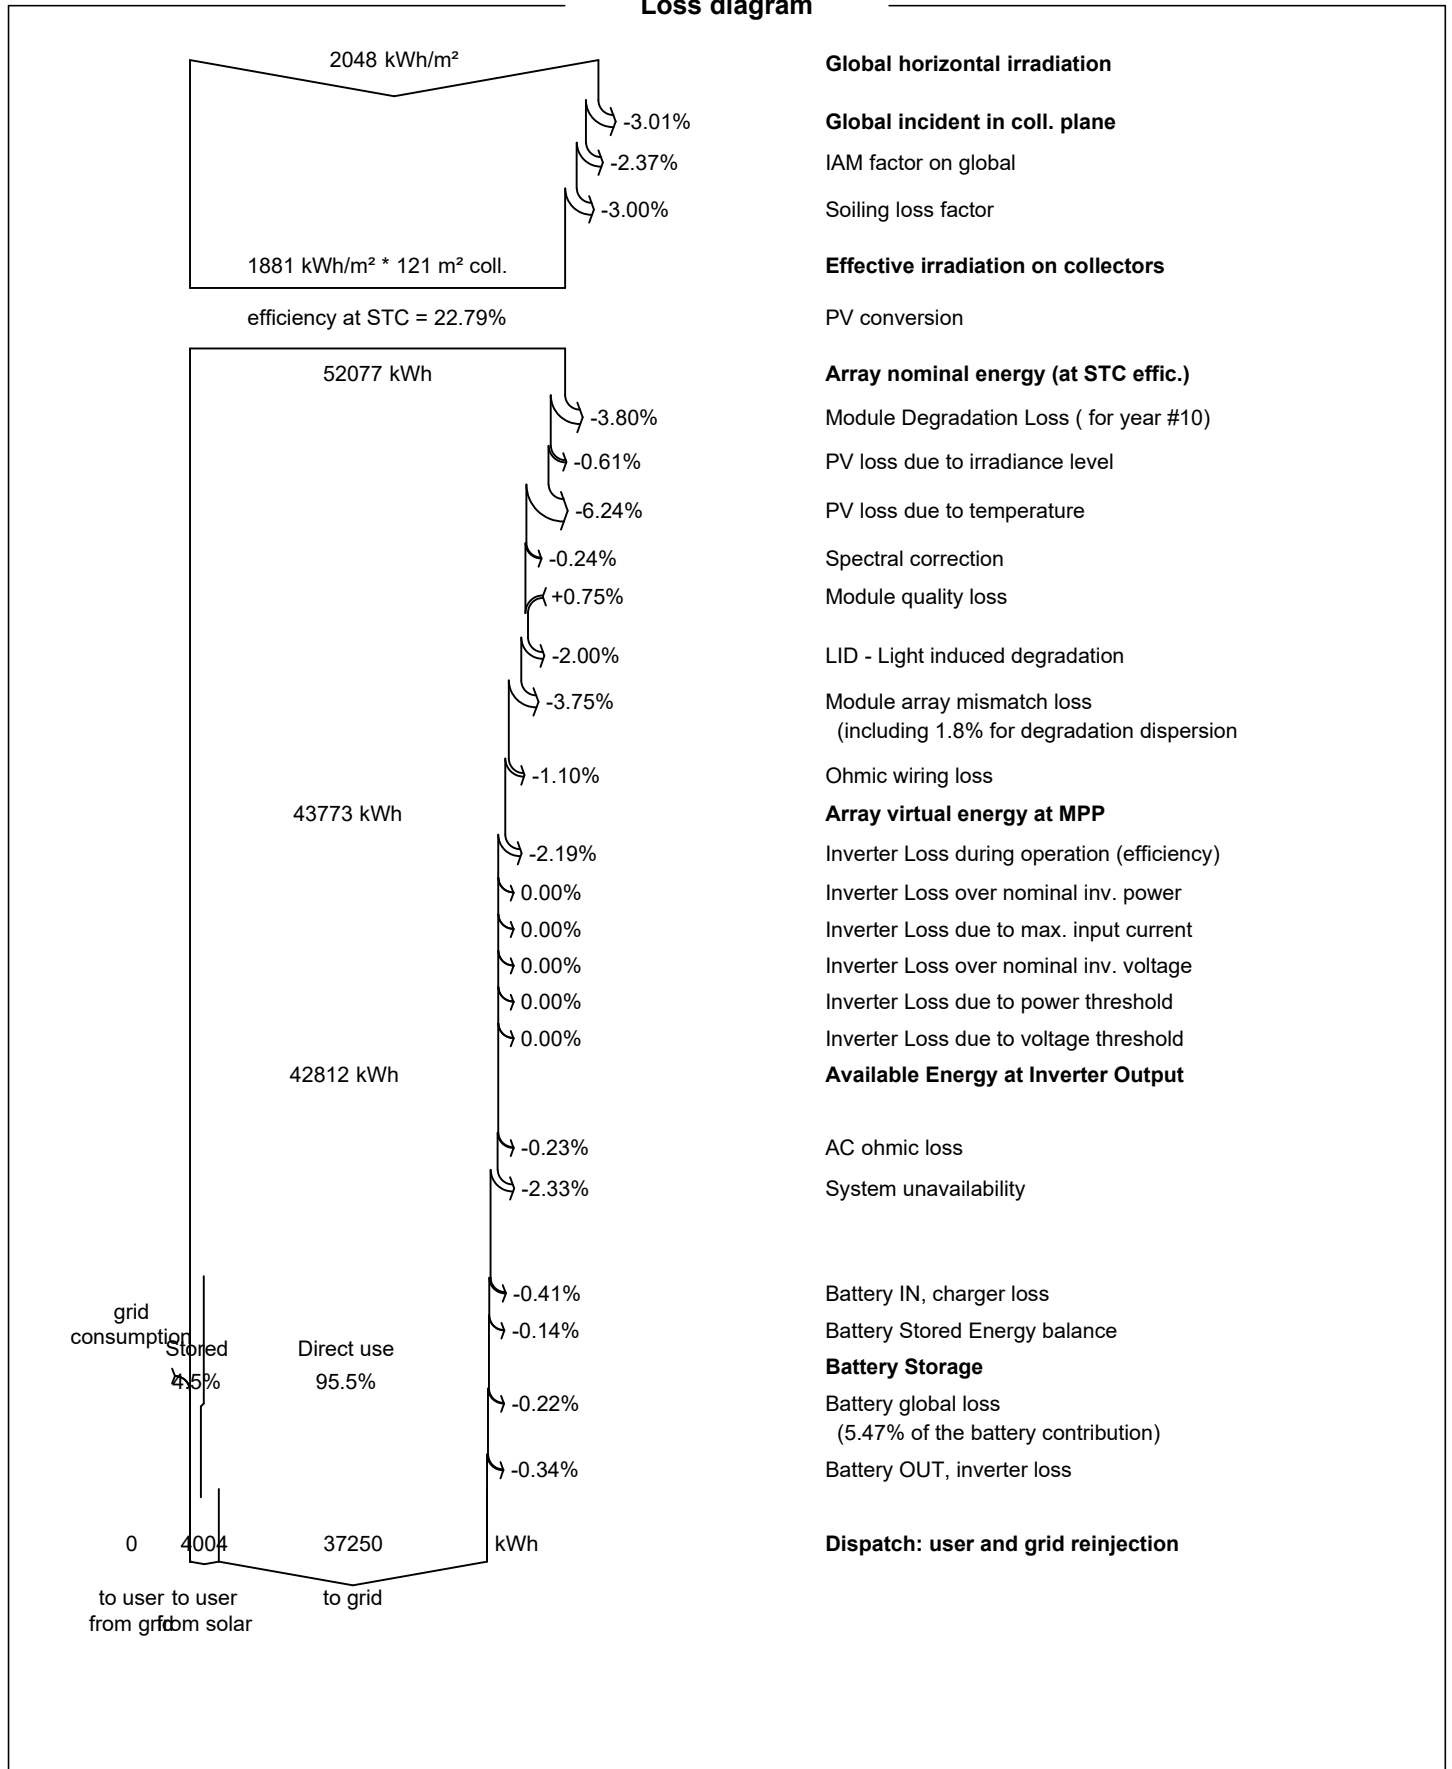 Loss diagram
2048 kWh/m²
Global horizontal irradiation
-3.01%
Global incident in coll. plane
-2.37%
IAM factor on global
-3.00%
Soiling loss factor
1881 kWh/m² * 121 m² coll.
Effective irradiation on collectors
efficiency at STC = 22.79%
PV conversion
52077 kWh
Array nominal energy (at STC effic.)
-3.80%
Module Degradation Loss ( for year #10)
-0.61%
PV loss due to irradiance level
-6.24%
PV loss due to temperature
-0.24%
Spectral correction
+0.75%
Module quality loss
-2.00%
LID - Light induced degradation
-3.75%
Module array mismatch loss
(including 1.8% for degradation dispersion
-1.10%
Ohmic wiring loss
43773 kWh
Array virtual energy at MPP
-2.19%
Inverter Loss during operation (efficiency)
0.00%
Inverter Loss over nominal inv. power
0.00%
Inverter Loss due to max. input current
0.00%
Inverter Loss over nominal inv. voltage
0.00%
Inverter Loss due to power threshold
0.00%
Inverter Loss due to voltage threshold
42812 kWh
Available Energy at Inverter Output
-0.23%
AC ohmic loss
-2.33%
System unavailability
-0.41%
Battery IN, charger loss
grid
consumption
-0.14%
Battery Stored Energy balance
Stored
Direct use
Battery Storage
4.5%
95.5%
-0.22%
Battery global loss
(5.47% of the battery contribution)
-0.34%
Battery OUT, inverter loss
0
4004
37250
kWh
Dispatch: user and grid reinjection
to user
from grid
to user
from solar
to grid